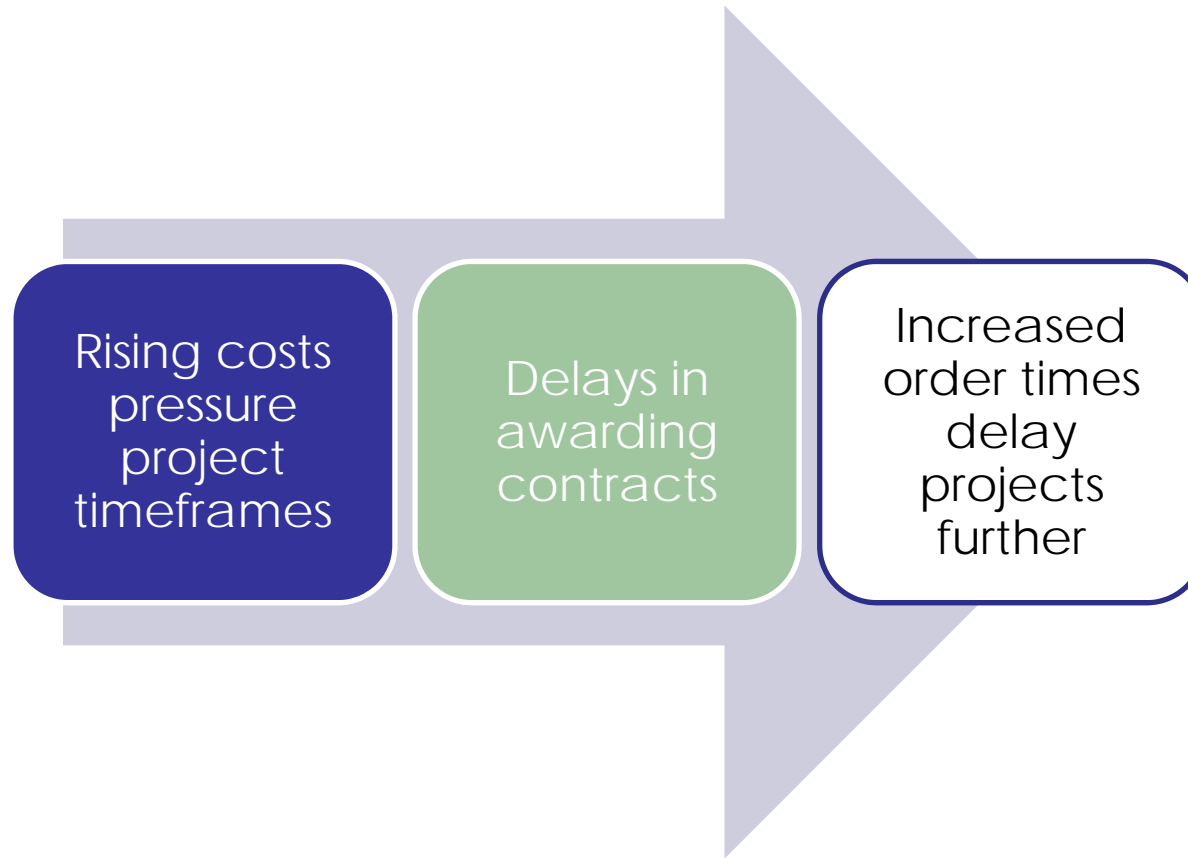 Rising costs
pressure
project
timeframes
Delays in
awarding
contracts
Increased
order times
delay
projects
further